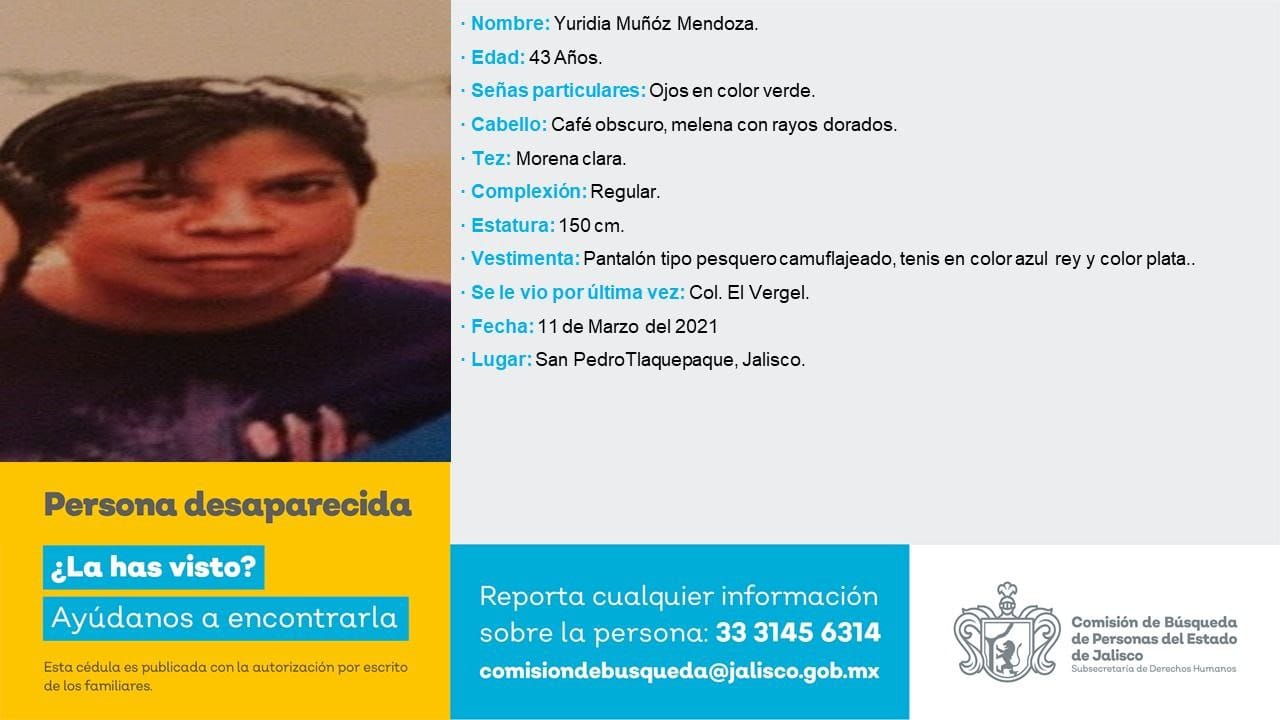 · Nombre: Yuridia Muñóz Mendoza.
· Edad: 43 Años.
· Señas particulares: Ojos en color verde.
· Cabello: Café obscuro, melena con rayos dorados.
· Tez: Morena clara.
· Complexión: Regular.
· Estatura: 150 cm.
· Vestimenta: Pantalón tipo pesquero camuflajeado, tenis en color azul rey y color plata..
· Se le vio por última vez: Col. El Vergel.
· Fecha: 11 de Marzo del 2021
· Lugar: San PedroTlaquepaque, Jalisco.
Persona desaparecida
¿La has visto?
Ayúdanos a encontrarla
Esta cédula es publicada con la autorización por escrito
de los familiares.
Reporta cualquier información
sobre la persona: 33 3145 6314
comisiondebusqueda@jalisco.gob.mx
Comisión de Búsqueda
de Personas del Estado
de Jalisco
Subsecretaría de Derechos Humanos